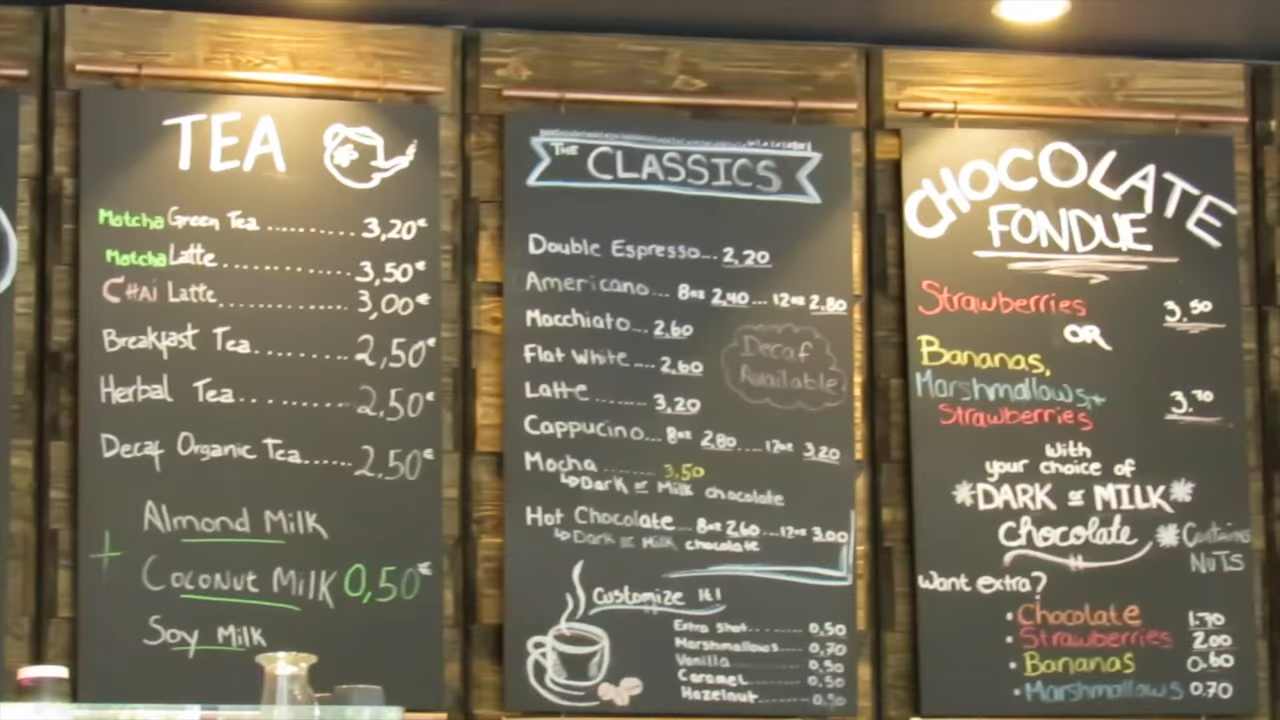 TEA
Matcha Green Tea .......... 3,20€
Matcha Latte............... 3,50€
CHAi Latte............... 3,00€
Breakfast Tea........... 2,50€
Herbal Tea........... 2,50€
Decaf Organic Tea...... 2,50€
Almond Milk
+ Coconut Milk 0,50€
Soy Milk
THE CLASSICS
Double Espresso... 2,20
Americano... 8oz 2,40 ... 12oz 2,80
Macchiato... 2,60
Flat White .... 2,60
Latte ....... 3,20
Decaf
Available
Cappucino... 8oz 2,80 .... 12oz 3,20
Mocha ........ 3,50
↳Dark or Milk chocolate
Hot Chocolate ... 8oz 2,60 ...12oz 3,00
↳Dark or Milk chocolate
Customize It!
Extra Shot......... 0,50
Marshmallows.... 0,70
Vanilla ......... 0,50
Caramel......... 0,50
Hazelnut........ 0,50
CHOCOLATE
FONDUE
Strawberries 3.50
OR
Bananas,
Marshmallows+
Strawberries 3.70
With
your choice of
*DARK or MILK*
chocolate
*Contains
NUTS
Want extra?
• Chocolate 1.70
• Strawberries 2.00
• Bananas 0.60
• Marshmallows 0.70